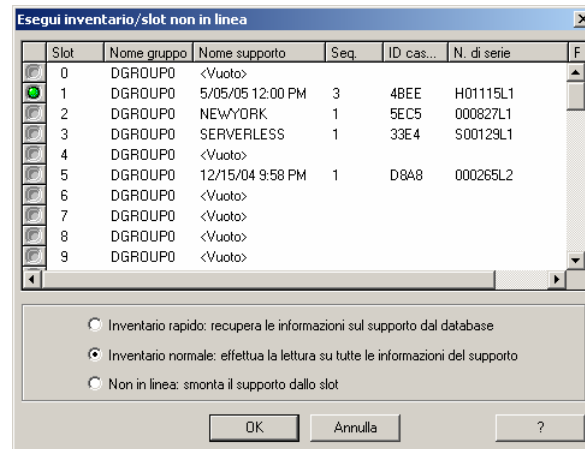 Esegui inventario/slot non in linea
Slot Nome gruppo Nome supporto Seq. ID cas... N. di serie F
0 DGROUP0 <Vuoto>
1 DGROUP0 5/05/05 12:00 PM 3 4BEE H01115L1
2 DGROUP0 NEWYORK 1 5EC5 000827L1
3 DGROUP0 SERVERLESS 1 33E4 S00129L1
4 DGROUP0 <Vuoto>
5 DGROUP0 12/15/04 9:58 PM 1 D8A8 000265L2
6 DGROUP0 <Vuoto>
7 DGROUP0 <Vuoto>
8 DGROUP0 <Vuoto>
9 DGROUP0 <Vuoto>
Inventario rapido: recupera le informazioni sul supporto dal database
Inventario normale: effettua la lettura su tutte le informazioni del supporto
Non in linea: smonta il supporto dallo slot
OK Annulla ?